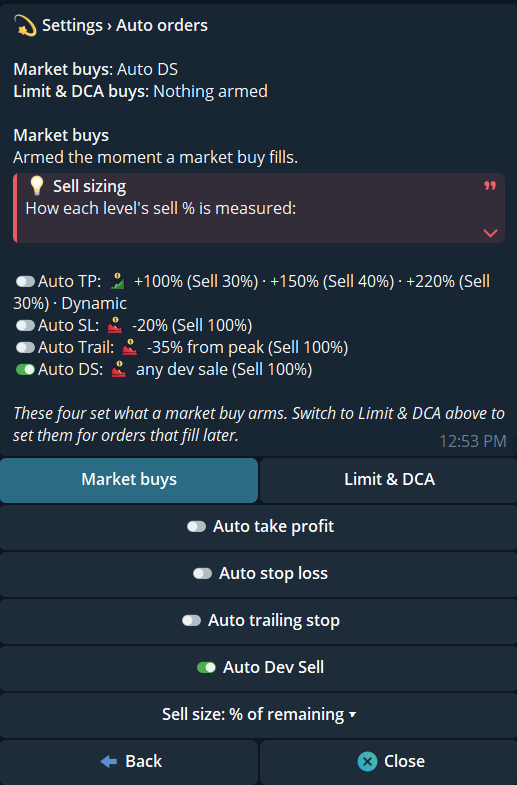 Settings › Auto orders
Market buys: Auto DS
Limit & DCA buys: Nothing armed
Market buys
Armed the moment a market buy fills.
Sell sizing
How each level's sell % is measured:
Auto TP: +100% (Sell 30%) · +150% (Sell 40%) · +220% (Sell
30%) · Dynamic
Auto SL: -20% (Sell 100%)
Auto Trail: -35% from peak (Sell 100%)
Auto DS: any dev sale (Sell 100%)
These four set what a market buy arms. Switch to Limit & DCA above to
set them for orders that fill later.
12:53 PM
Market buys
Limit & DCA
Auto take profit
Auto stop loss
Auto trailing stop
Auto Dev Sell
Sell size: % of remaining
Back
Close